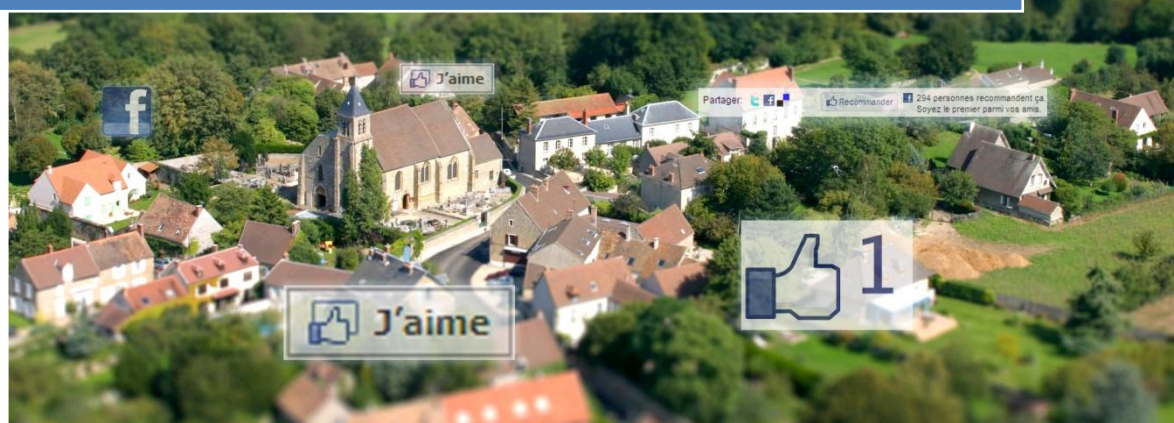 J'aime
f
Partager:
Recommander
294 personnes recommandent ça.
Soyez le premier parmi vos amis.
1
J'aime